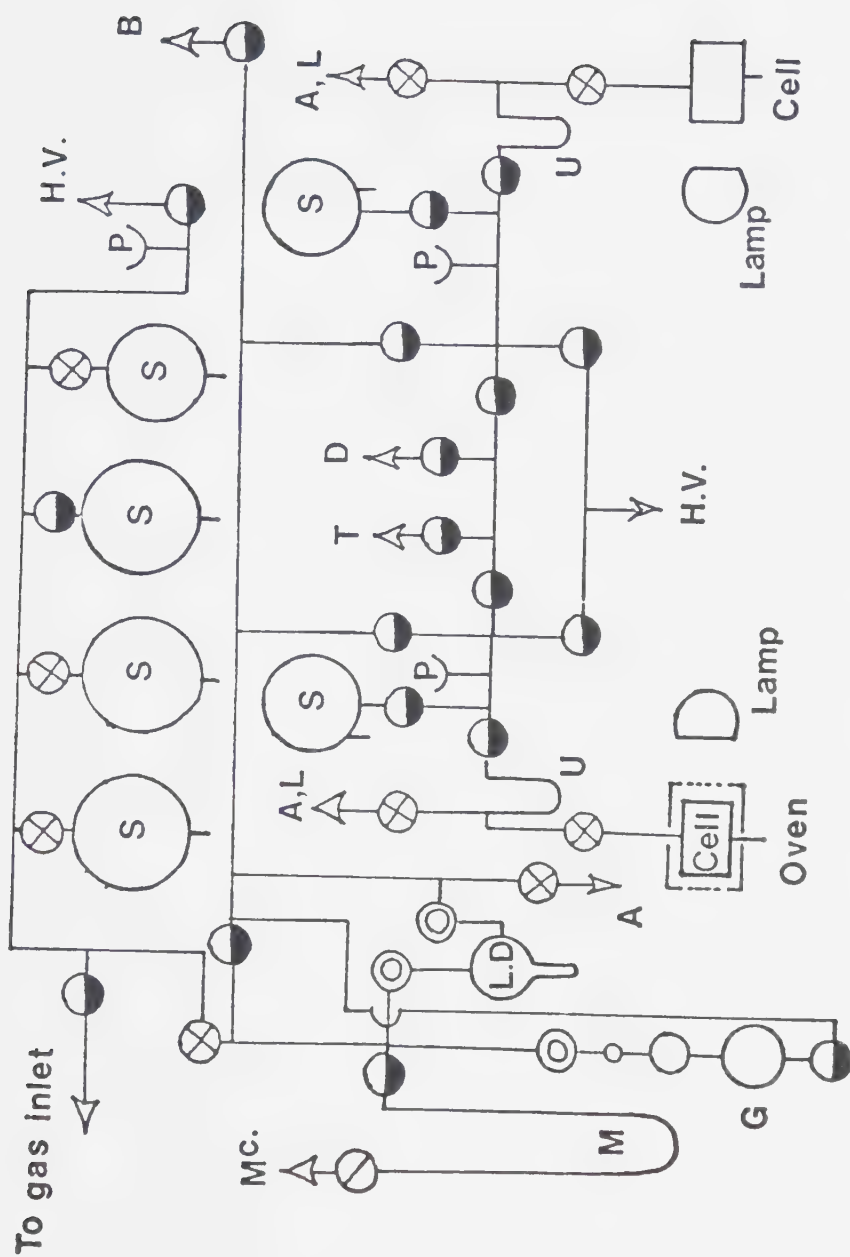 To gas inlet
H.V.
B
S
S
S
S
P
Mc.
A,L
S
T
D
S
A, L
P
P
L.D
U
U
M
A
H.V.
Cell
G
Oven
Lamp
Lamp
Cell